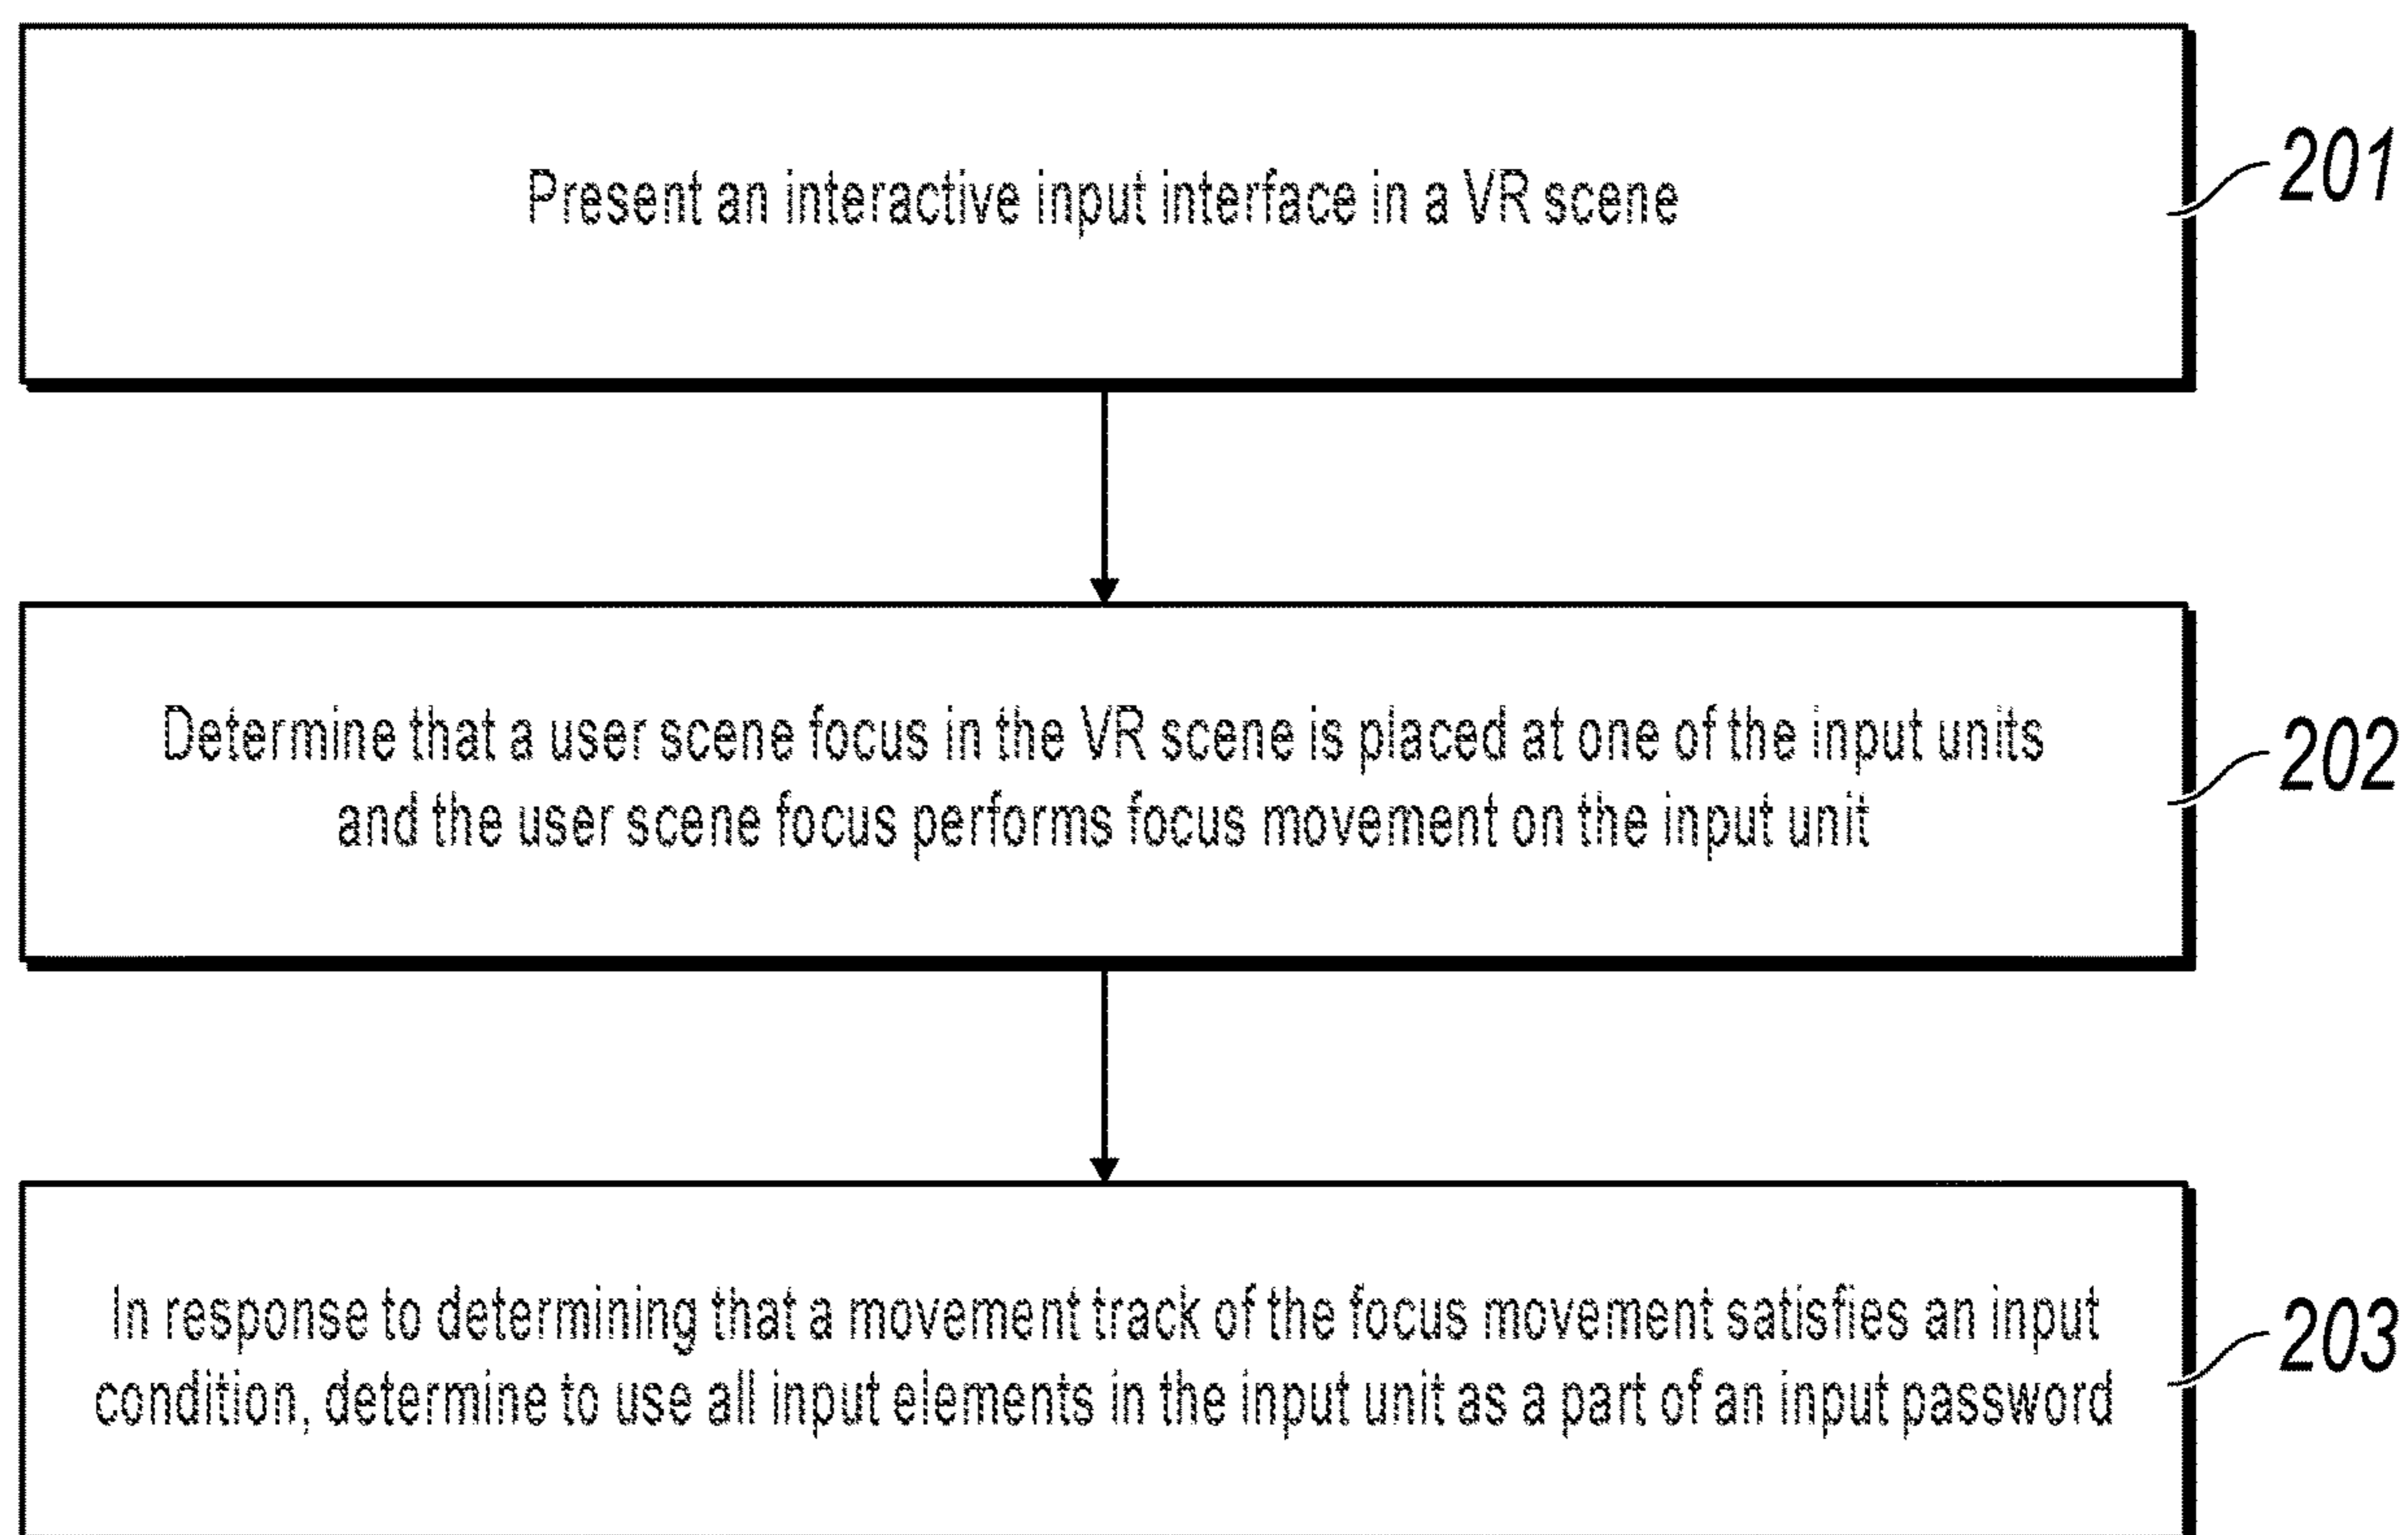 Present an interactive input interface in a VR scene
201
Determine that a user scene focus in the VR scene is placed at one of the input units
and the user scene focus performs focus movement on the input unit
202
In response to determining that a movement track of the focus movement satisfies an input
condition, determine to use all input elements in the input unit as a part of an input password
203